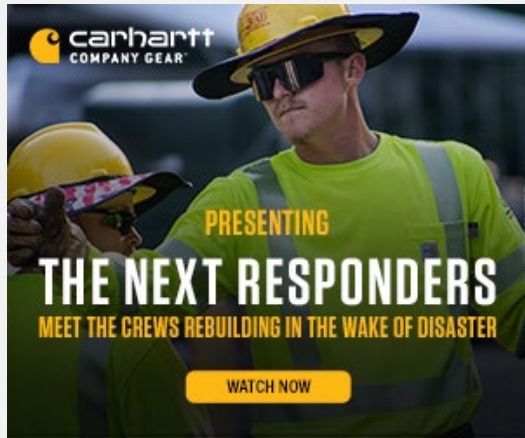 carhartt
COMPANY GEAR
PRESENTING
THE NEXT RESPONDERS
MEET THE CREWS REBUILDING IN THE WAKE OF DISASTER
WATCH NOW